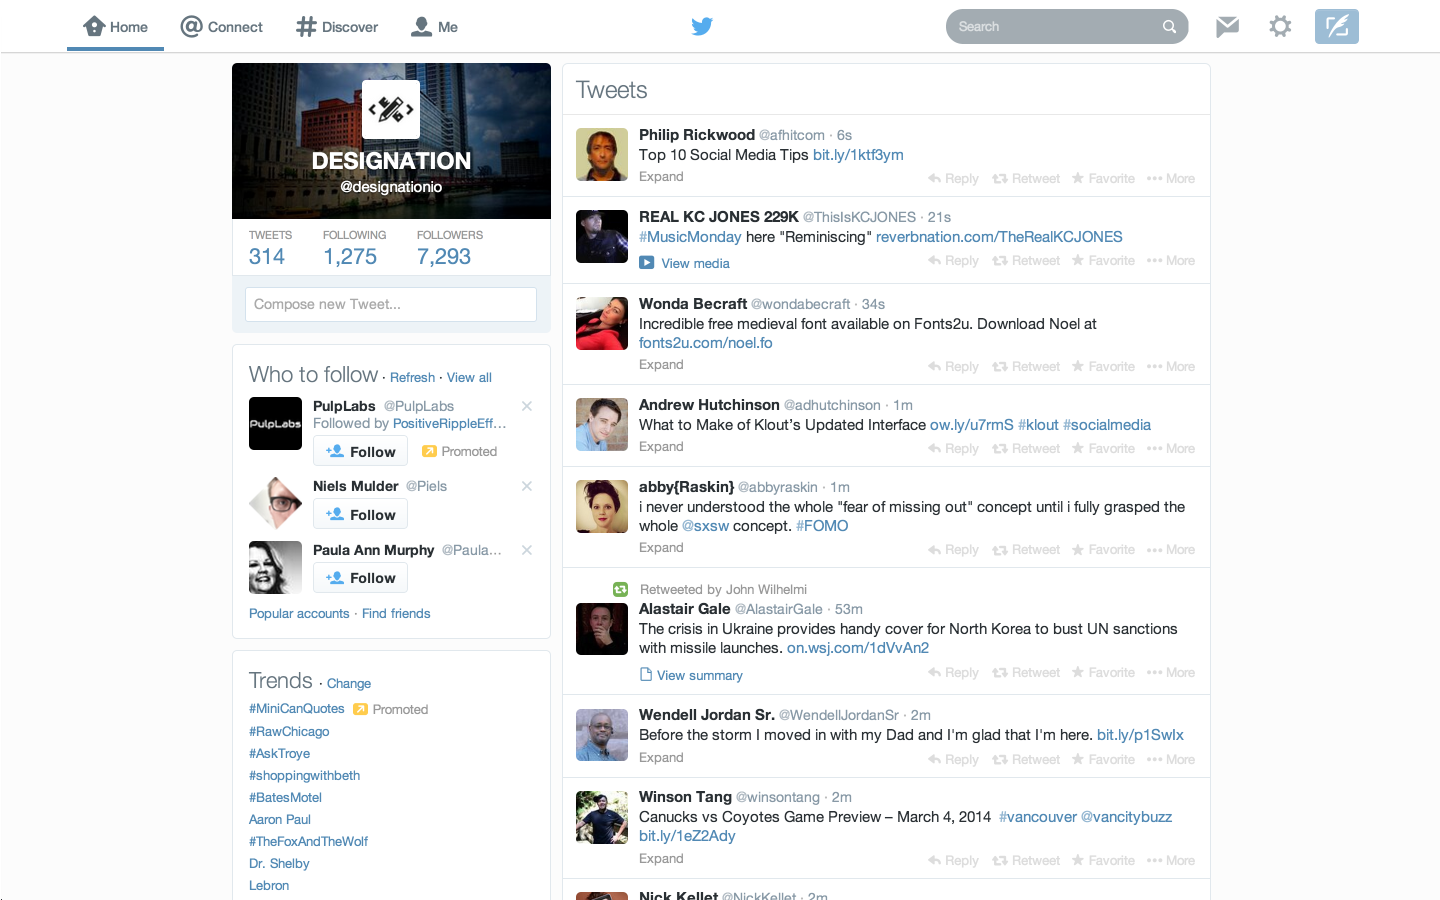 Home
Connect
Discover
Me
Search
DESIGNATION
@designationio
TWEETS FOLLOWING FOLLOWERS
314 1,275 7,293
Compose new Tweet...
Who to follow · Refresh · View all
PulpLabs
PulpLabs @PulpLabs
Followed by PositiveRippleEff...
Follow Promoted
Niels Mulder @Piels
Follow
Paula Ann Murphy @Paula...
Follow
Popular accounts · Find friends
Trends · Change
#MiniCanQuotes Promoted
#RawChicago
#AskTroye
#shoppingwithbeth
#BatesMotel
Aaron Paul
#TheFoxAndTheWolf
Dr. Shelby
Lebron
Tweets
Philip Rickwood @afhitcom · 6s
Top 10 Social Media Tips bit.ly/1ktf3ym
Expand Reply Retweet Favorite More
REAL KC JONES 229K @ThisIsKCJONES · 21s
#MusicMonday here "Reminiscing" reverbnation.com/TheRealKCJONES
View media Reply Retweet Favorite More
Wonda Becraft @wondabecraft · 34s
Incredible free medieval font available on Fonts2u. Download Noel at
fonts2u.com/noel.fo
Expand Reply Retweet Favorite More
Andrew Hutchinson @adhutchinson · 1m
What to Make of Klout’s Updated Interface ow.ly/u7rmS #klout #socialmedia
Expand Reply Retweet Favorite More
abby{Raskin} @abbyraskin · 1m
i never understood the whole "fear of missing out" concept until i fully grasped the
whole @sxsw concept. #FOMO
Expand Reply Retweet Favorite More
Retweeted by John Wilhelmi
Alastair Gale @AlastairGale · 53m
The crisis in Ukraine provides handy cover for North Korea to bust UN sanctions
with missile launches. on.wsj.com/1dVvAn2
View summary Reply Retweet Favorite More
Wendell Jordan Sr. @WendellJordanSr · 2m
Before the storm I moved in with my Dad and I'm glad that I'm here. bit.ly/p1SwIx
Expand Reply Retweet Favorite More
Winson Tang @winsontang · 2m
Canucks vs Coyotes Game Preview – March 4, 2014 #vancouver @vancitybuzz
bit.ly/1eZ2Ady
Expand Reply Retweet Favorite More
Nick Kellet @NickKellet · 2m